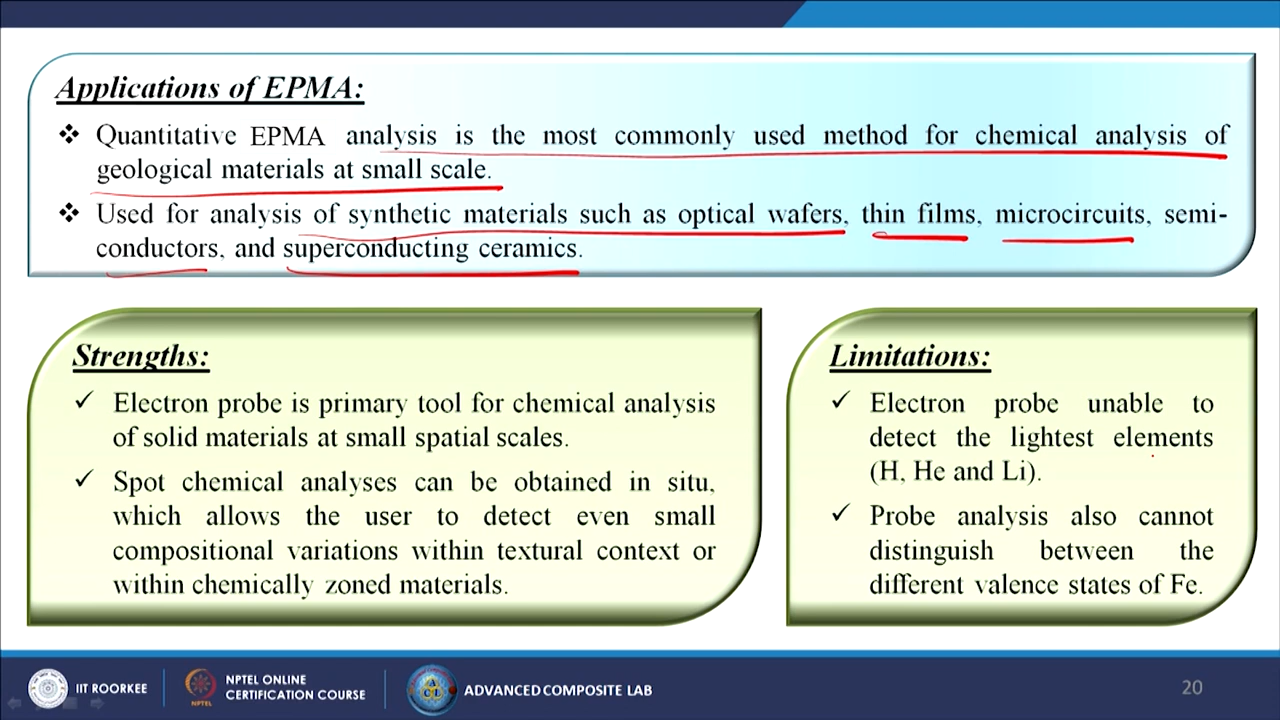 Applications of EPMA:
❖ Quantitative EPMA analysis is the most commonly used method for chemical analysis of
geological materials at small scale.
❖ Used for analysis of synthetic materials such as optical wafers, thin films, microcircuits, semi-
conductors, and superconducting ceramics.
Strengths:
✓ Electron probe is primary tool for chemical analysis
of solid materials at small spatial scales.
✓ Spot chemical analyses can be obtained in situ,
which allows the user to detect even small
compositional variations within textural context or
within chemically zoned materials.
Limitations:
✓ Electron probe unable to
detect the lightest elements
(H, He and Li).
✓ Probe analysis also cannot
distinguish between the
different valence states of Fe.
IIT ROORKEE
NPTEL
NPTEL ONLINE
CERTIFICATION COURSE
ADVANCED COMPOSITE LAB
20